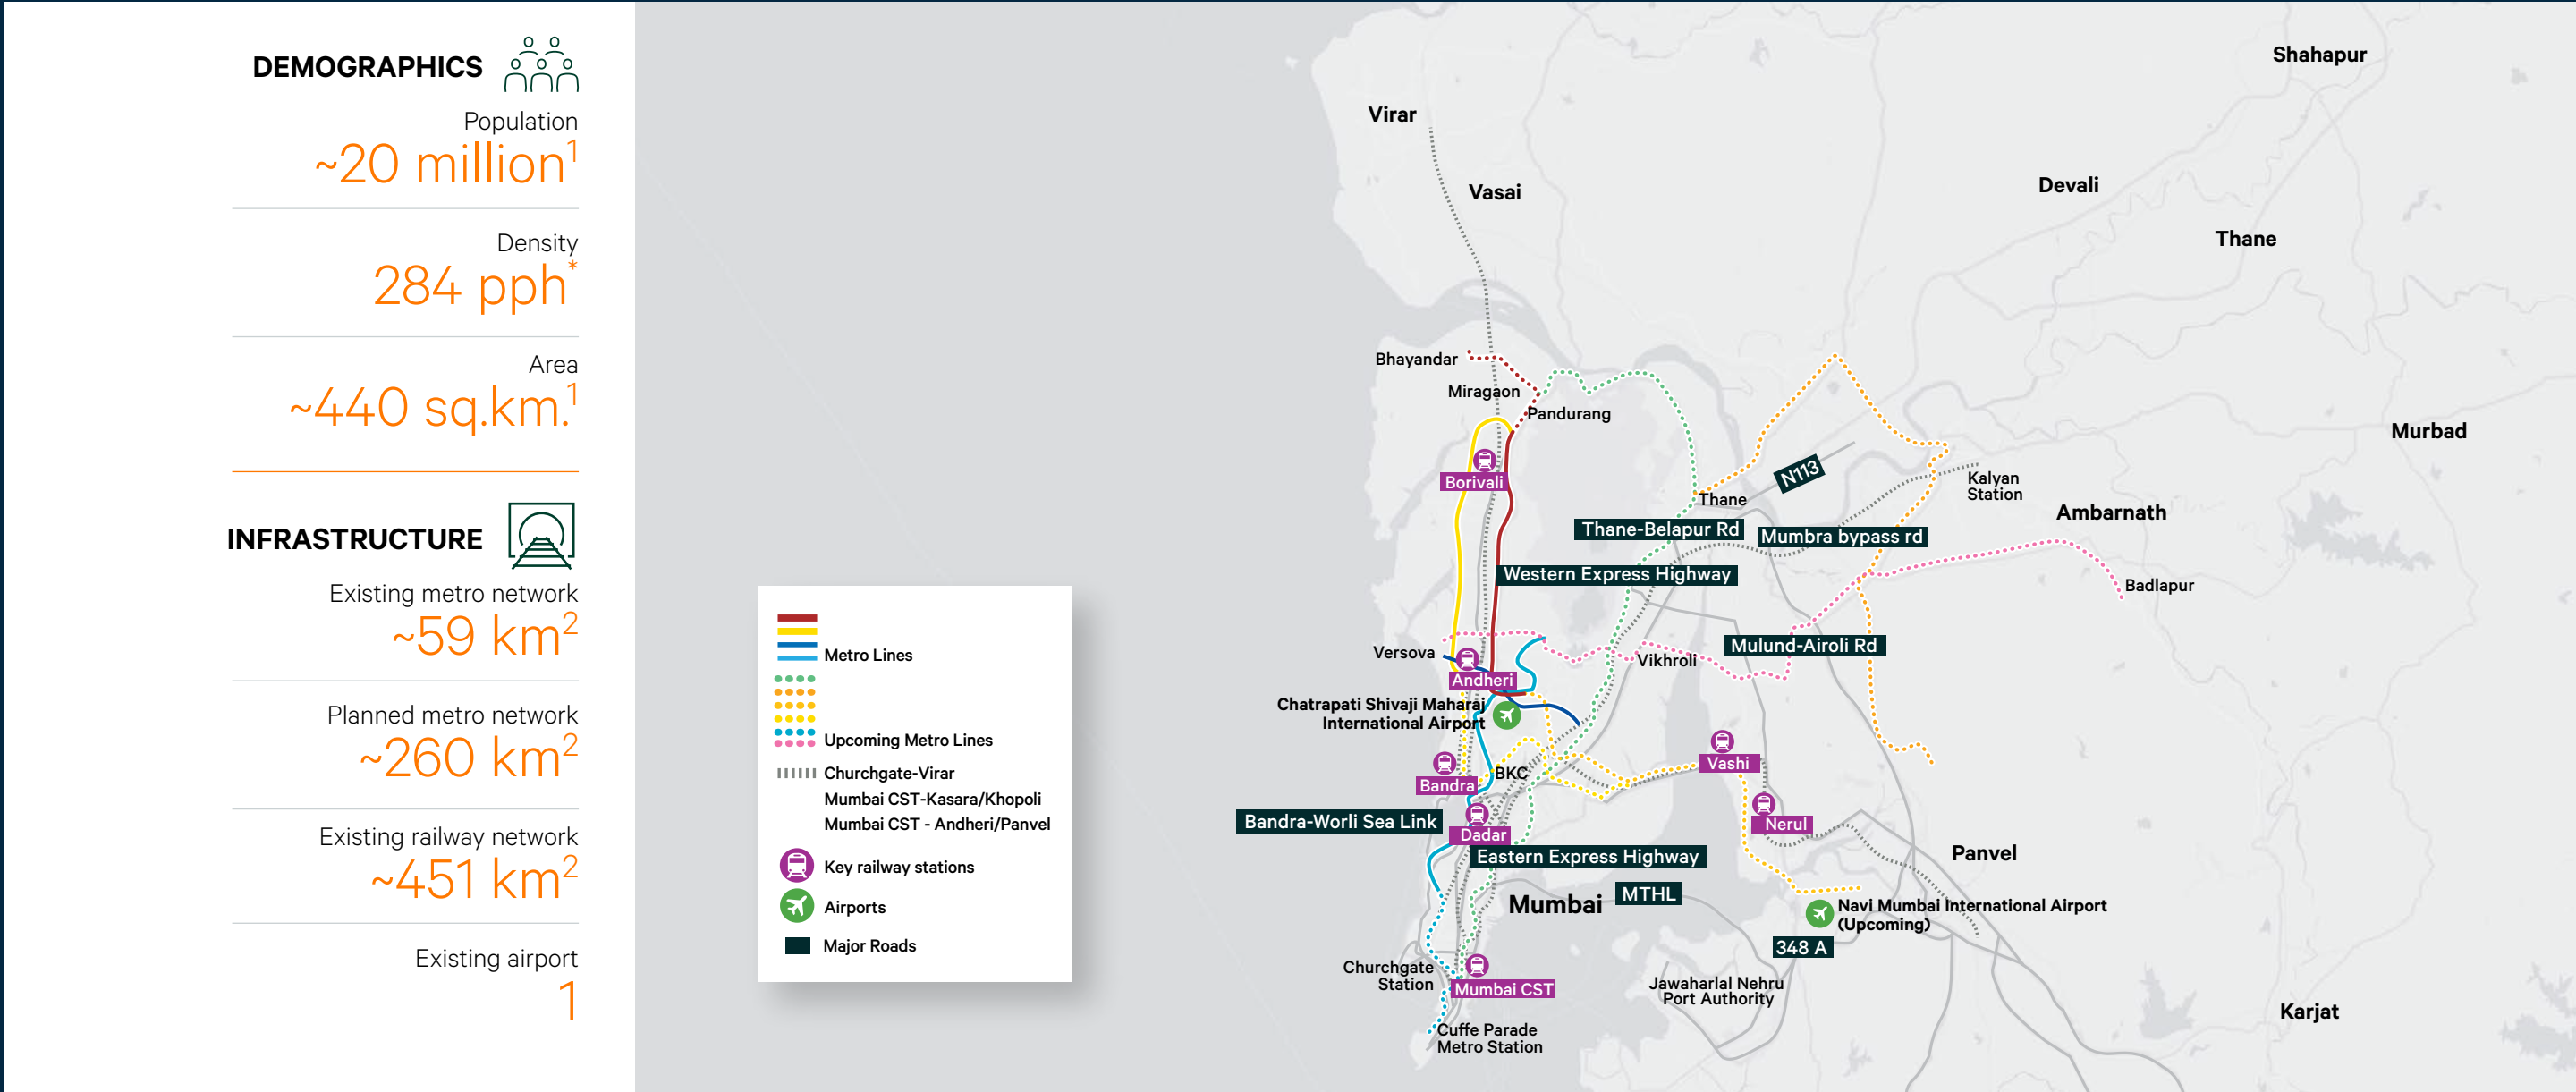 DEMOGRAPHICS
Population
~20 million1
Density
284 pph*
Area
~440 sq.km.1
INFRASTRUCTURE
Existing metro network
~59 km2
Planned metro network
~260 km2
Existing railway network
~451 km2
Existing airport
1
Metro Lines
Upcoming Metro Lines
Churchgate-Virar
Mumbai CST-Kasara/Khopoli
Mumbai CST - Andheri/Panvel
Key railway stations
Airports
Major Roads
Shahapur
Virar
Vasai
Devali
Thane
Bhayandar
Miragaon
Pandurang
Murbad
Borivali
N113
Kalyan
Station
Thane
Ambarnath
Thane-Belapur Rd
Mumbra bypass rd
Western Express Highway
Badlapur
Versova
Mulund-Airoli Rd
Vikhroli
Andheri
Chatrapati Shivaji Maharaj
International Airport
Vashi
BKC
Bandra
Nerul
Bandra-Worli Sea Link
Dadar
Eastern Express Highway
Panvel
MTHL
Mumbai
Navi Mumbai International Airport
(Upcoming)
348 A
Churchgate
Station
Mumbai CST
Jawaharlal Nehru
Port Authority
Karjat
Cuffe Parade
Metro Station